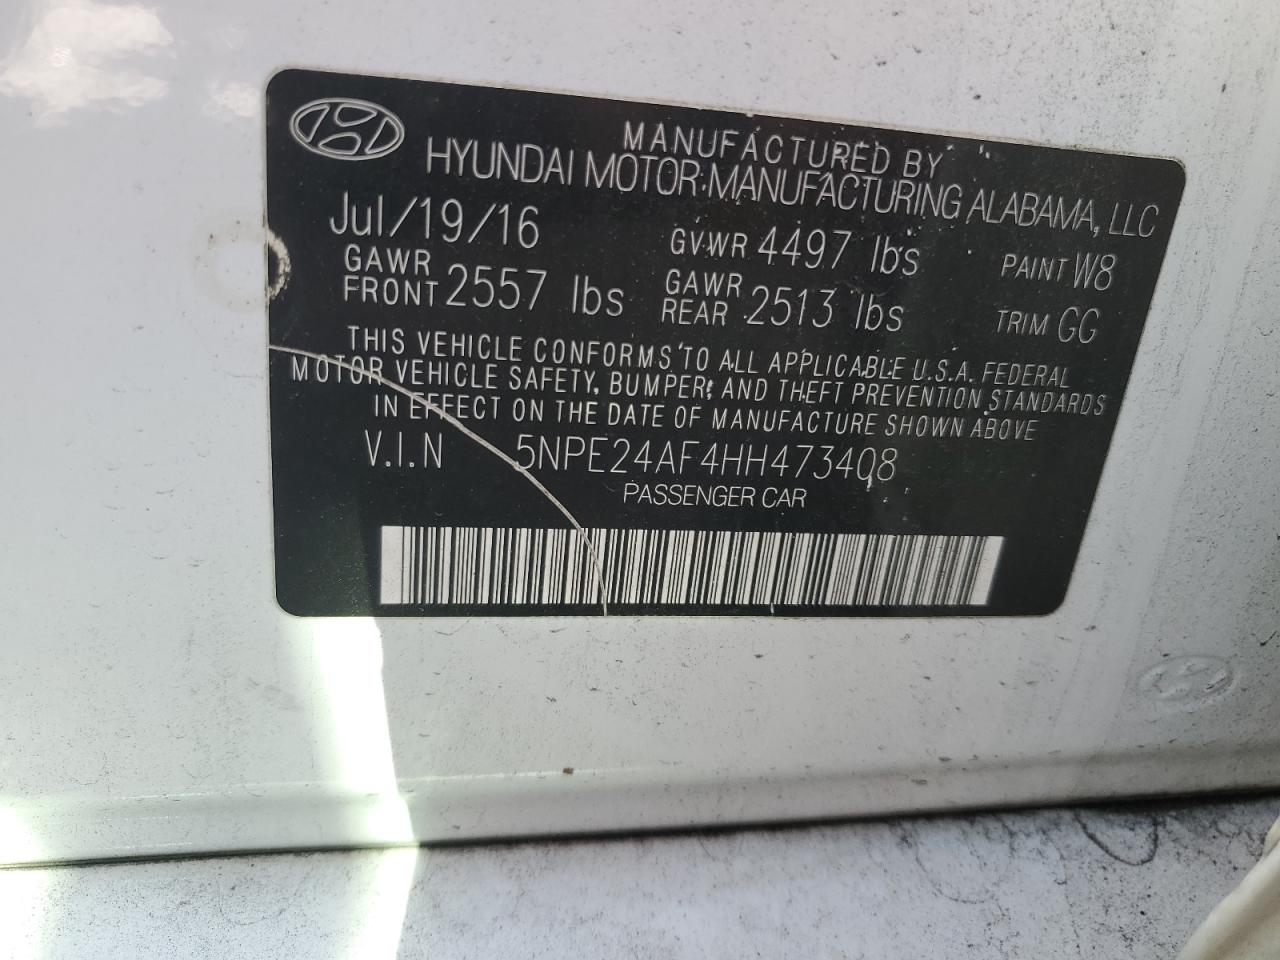 MANUFACTURED BY
HYUNDAI MOTOR MANUFACTURING ALABAMA, LLC
Jul/19/16 GVWR 4497 lbs PAINT W8
GAWR FRONT 2557 lbs GAWR REAR 2513 lbs TRIM GG
THIS VEHICLE CONFORMS TO ALL APPLICABLE U.S.A. FEDERAL
MOTOR VEHICLE SAFETY, BUMPER, AND THEFT PREVENTION STANDARDS
IN EFFECT ON THE DATE OF MANUFACTURE SHOWN ABOVE
V.I.N 5NPE24AF4HH473408
PASSENGER CAR